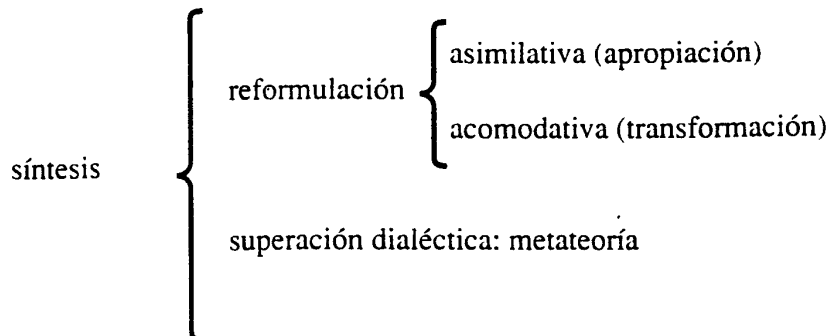 asimilativa (apropiación)
reformulación
acomodativa (transformación)
síntesis
superación dialéctica: metateoría